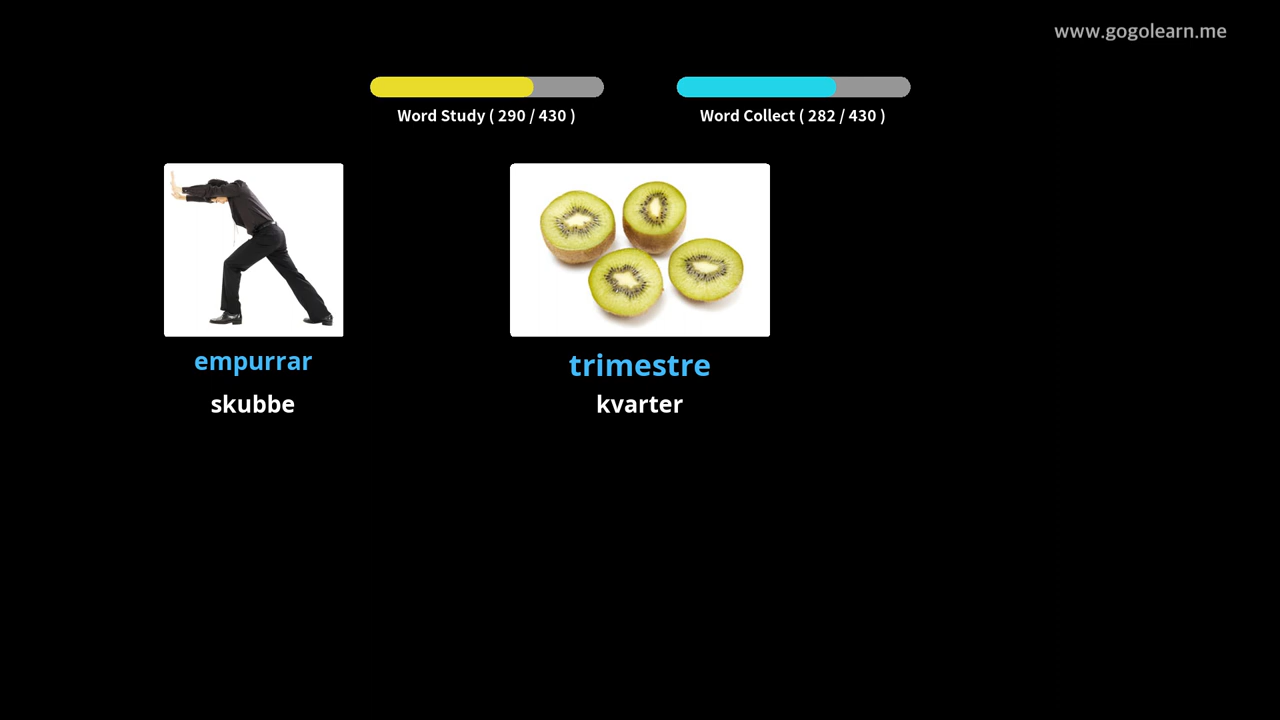 www.gogolearn.me
Word Study ( 290 / 430 )
Word Collect ( 282 / 430 )
empurrar
skubbe
trimestre
kvarter